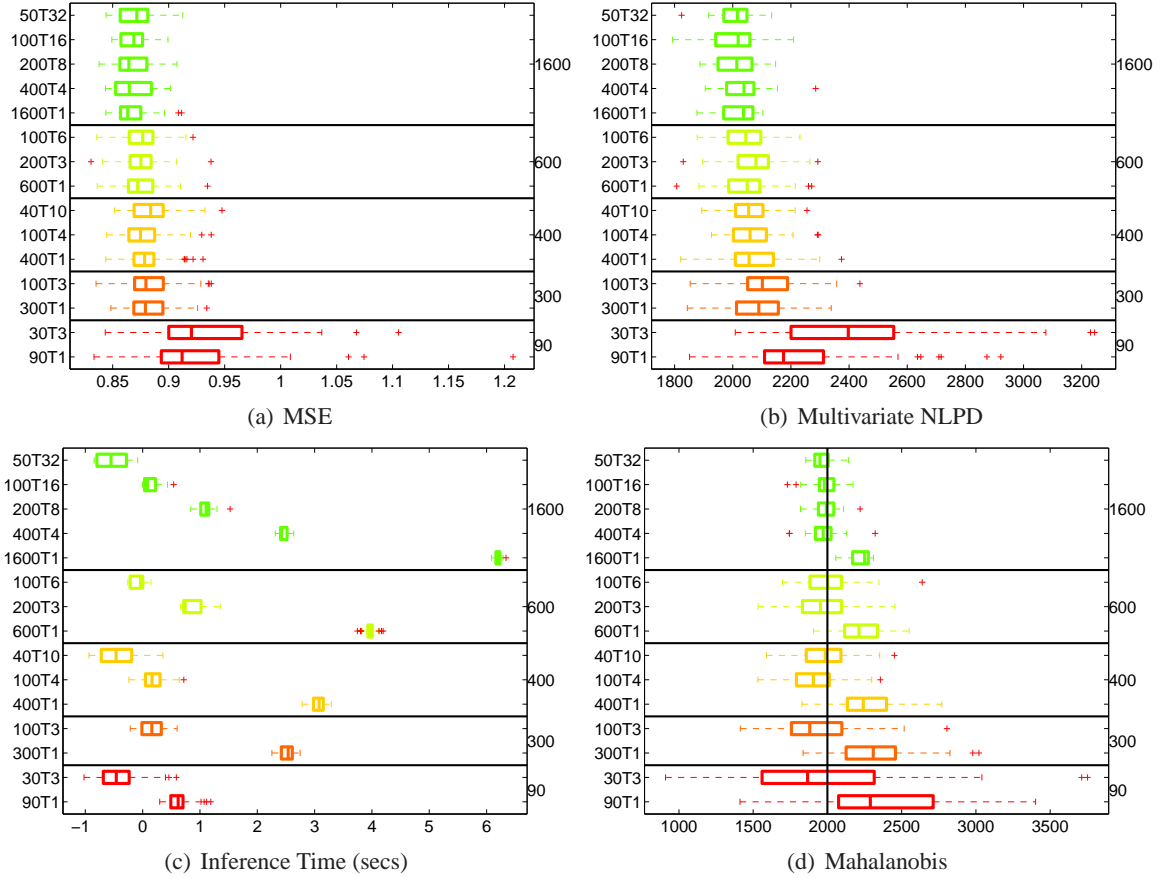 50T32
100T16
200T8
400T4
1600T1
100T6
200T3
600T1
40T10
100T4
400T1
100T3
300T1
30T3
90T1
1600
600
400
300
90
0.85 0.9 0.95 1 1.05 1.1 1.15 1.2
(a) MSE
50T32
100T16
200T8
400T4
1600T1
100T6
200T3
600T1
40T10
100T4
400T1
100T3
300T1
30T3
90T1
1600
600
400
300
90
1800 2000 2200 2400 2600 2800 3000 3200
(b) Multivariate NLPD
50T32
100T16
200T8
400T4
1600T1
100T6
200T3
600T1
40T10
100T4
400T1
100T3
300T1
30T3
90T1
1600
600
400
300
90
−1 0 1 2 3 4 5 6
(c) Inference Time (secs)
50T32
100T16
200T8
400T4
1600T1
100T6
200T3
600T1
40T10
100T4
400T1
100T3
300T1
30T3
90T1
1600
600
400
300
90
1000 1500 2000 2500 3000 3500
(d) Mahalanobis